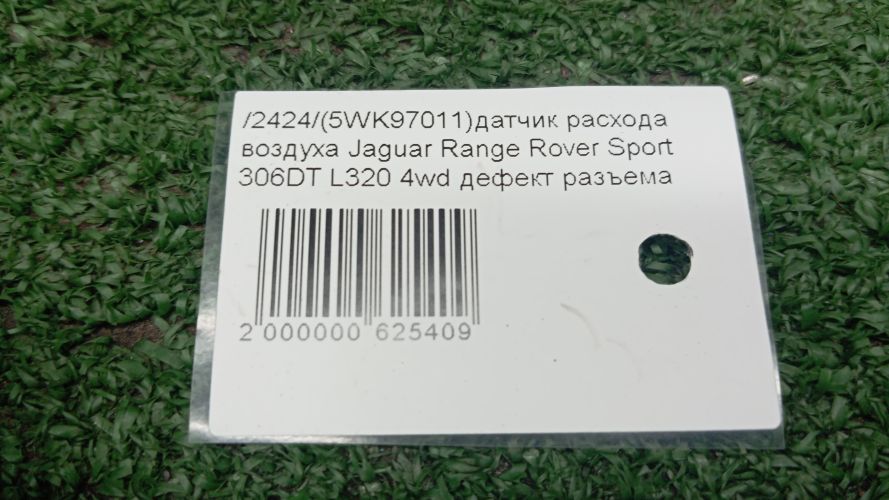 /2424/(5WK97011)датчик расхода
воздуха Jaguar Range Rover Sport
306DT L320 4wd дефект разъема
2 000000 625409